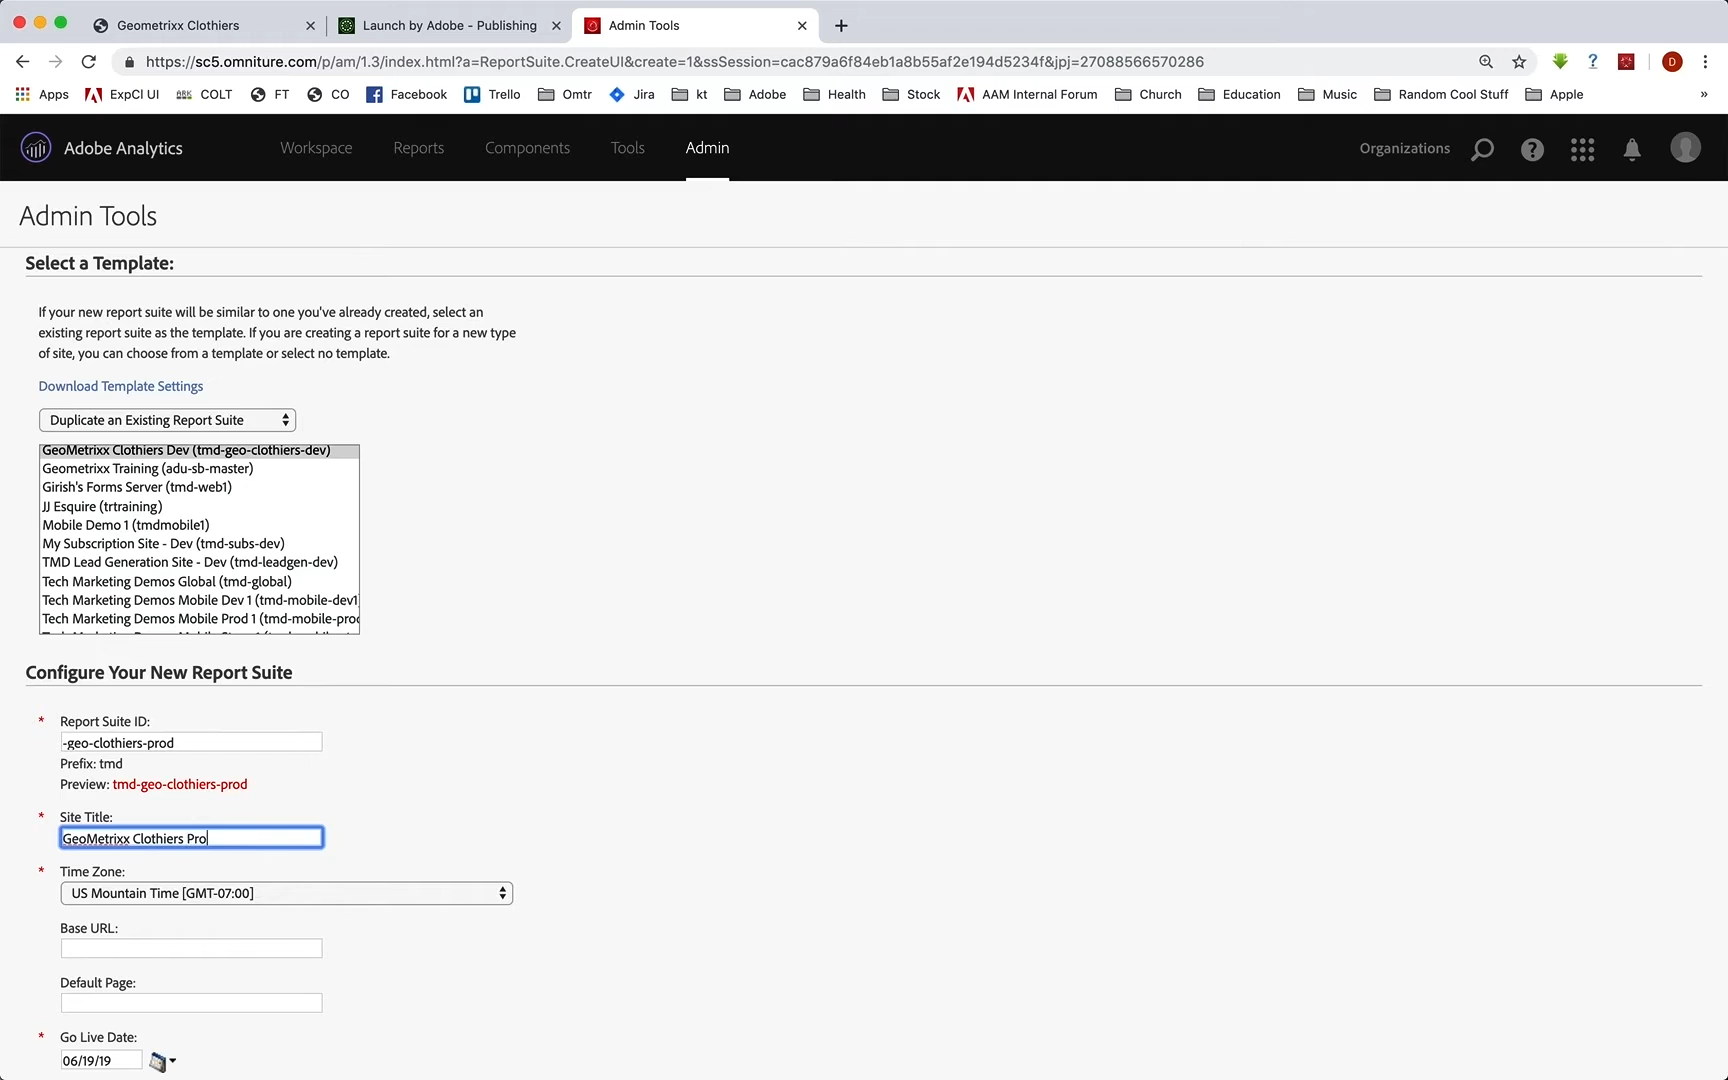 Geometrixx Clothiers
Launch by Adobe - Publishing
Admin Tools
https://sc5.omniture.com/p/am/1.3/index.html?a=ReportSuite.CreateUI&create=1&ssSession=cac879a6f84eb1a8b55af2e194d5234f&jpj=27088566570286
D
Apps ExpCl UI COLT FT CO Facebook Trello Omtr Jira kt Adobe Health Stock AAM Internal Forum Church Education Music Random Cool Stuff Apple »
Adobe Analytics Workspace Reports Components Tools Admin Organizations
Admin Tools
Select a Template:
If your new report suite will be similar to one you've already created, select an
existing report suite as the template. If you are creating a report suite for a new type
of site, you can choose from a template or select no template.
Download Template Settings
Duplicate an Existing Report Suite
GeoMetrixx Clothiers Dev (tmd-geo-clothiers-dev)
Geometrixx Training (adu-sb-master)
Girish's Forms Server (tmd-web1)
JJ Esquire (trtraining)
Mobile Demo 1 (tmdmobile1)
My Subscription Site - Dev (tmd-subs-dev)
TMD Lead Generation Site - Dev (tmd-leadgen-dev)
Tech Marketing Demos Global (tmd-global)
Tech Marketing Demos Mobile Dev 1 (tmd-mobile-dev1
Tech Marketing Demos Mobile Prod 1 (tmd-mobile-prod
Configure Your New Report Suite
* Report Suite ID:
-geo-clothiers-prod
Prefix: tmd
Preview: tmd-geo-clothiers-prod
* Site Title:
GeoMetrixx Clothiers Pro
* Time Zone:
US Mountain Time [GMT-07:00]
Base URL:
Default Page:
* Go Live Date:
06/19/19